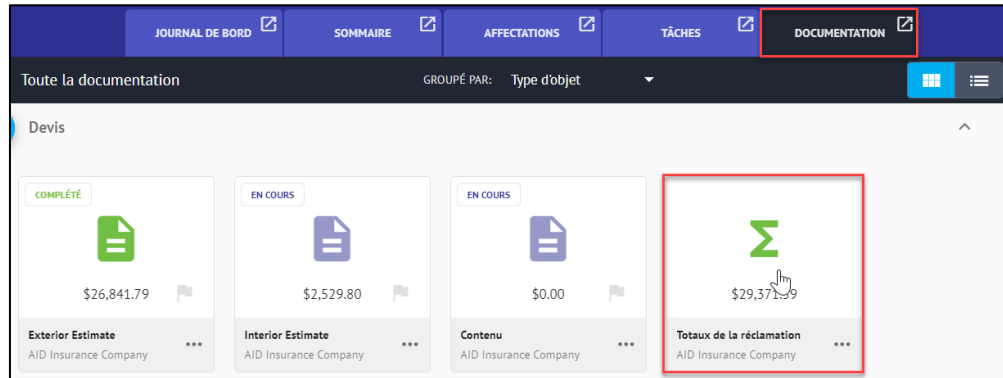 JOURNAL DE BORD SOMMAIRE AFFECTATIONS TÂCHES DOCUMENTATION
Toute la documentation GROUPÉ PAR: Type d'objet
Devis
COMPLÉTÉ EN COURS EN COURS
$26,841.79 $2,529.80 $0.00
Exterior Estimate Interior Estimate Contenu Totaux de la réclamation
AID Insurance Company AID Insurance Company AID Insurance Company AID Insurance Company